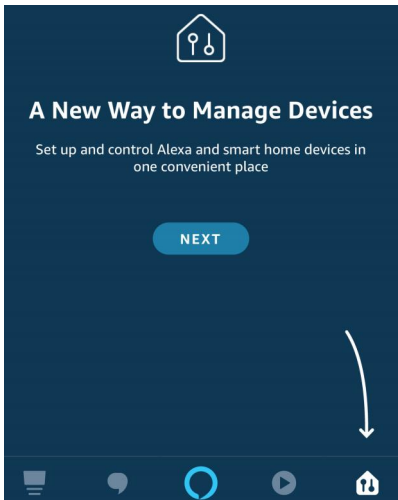 A New Way to Manage Devices
Set up and control Alexa and smart home devices in
one convenient place
NEXT